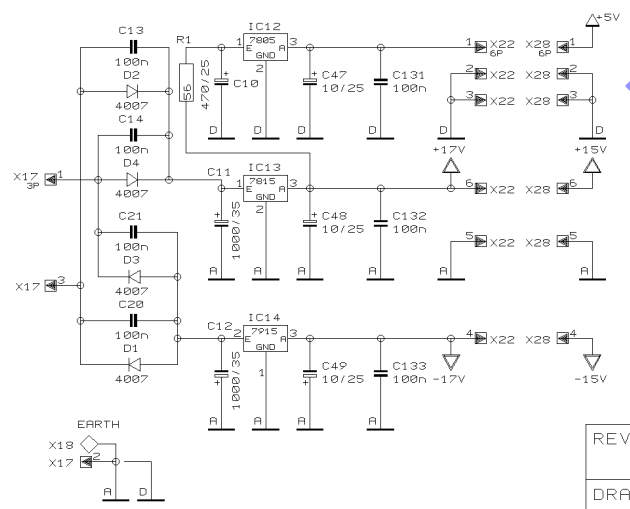 C13
100n
D2
4007
C14
100n
D4
4007
C21
100n
D3
4007
C20
100n
D1
4007
X17 1
3P
X17 3
R1
56
470/25
+
C10
IC12
1 E 7805 A 3
GND
2
C47
10/25
+
C131
100n
D D D D
1 X22
6P
X28 1
6P
+5V
2 X22
X28 2
3 X22
X28 3
D D
+17V
+15V
C11
1000/35
+
IC13
1 E 7815 A 3
GND
2
C48
10/25
+
C132
100n
6 X22
X28 6
5 X22
X28 5
A A A A A A
C12
1000/35
+
IC14
2 E 7915 A 3
GND
1
C49
10/25
+
C133
100n
4 X22
X28 4
-17V
-15V
A A A A
EARTH
X18
X17 2
A D
REV
DRA